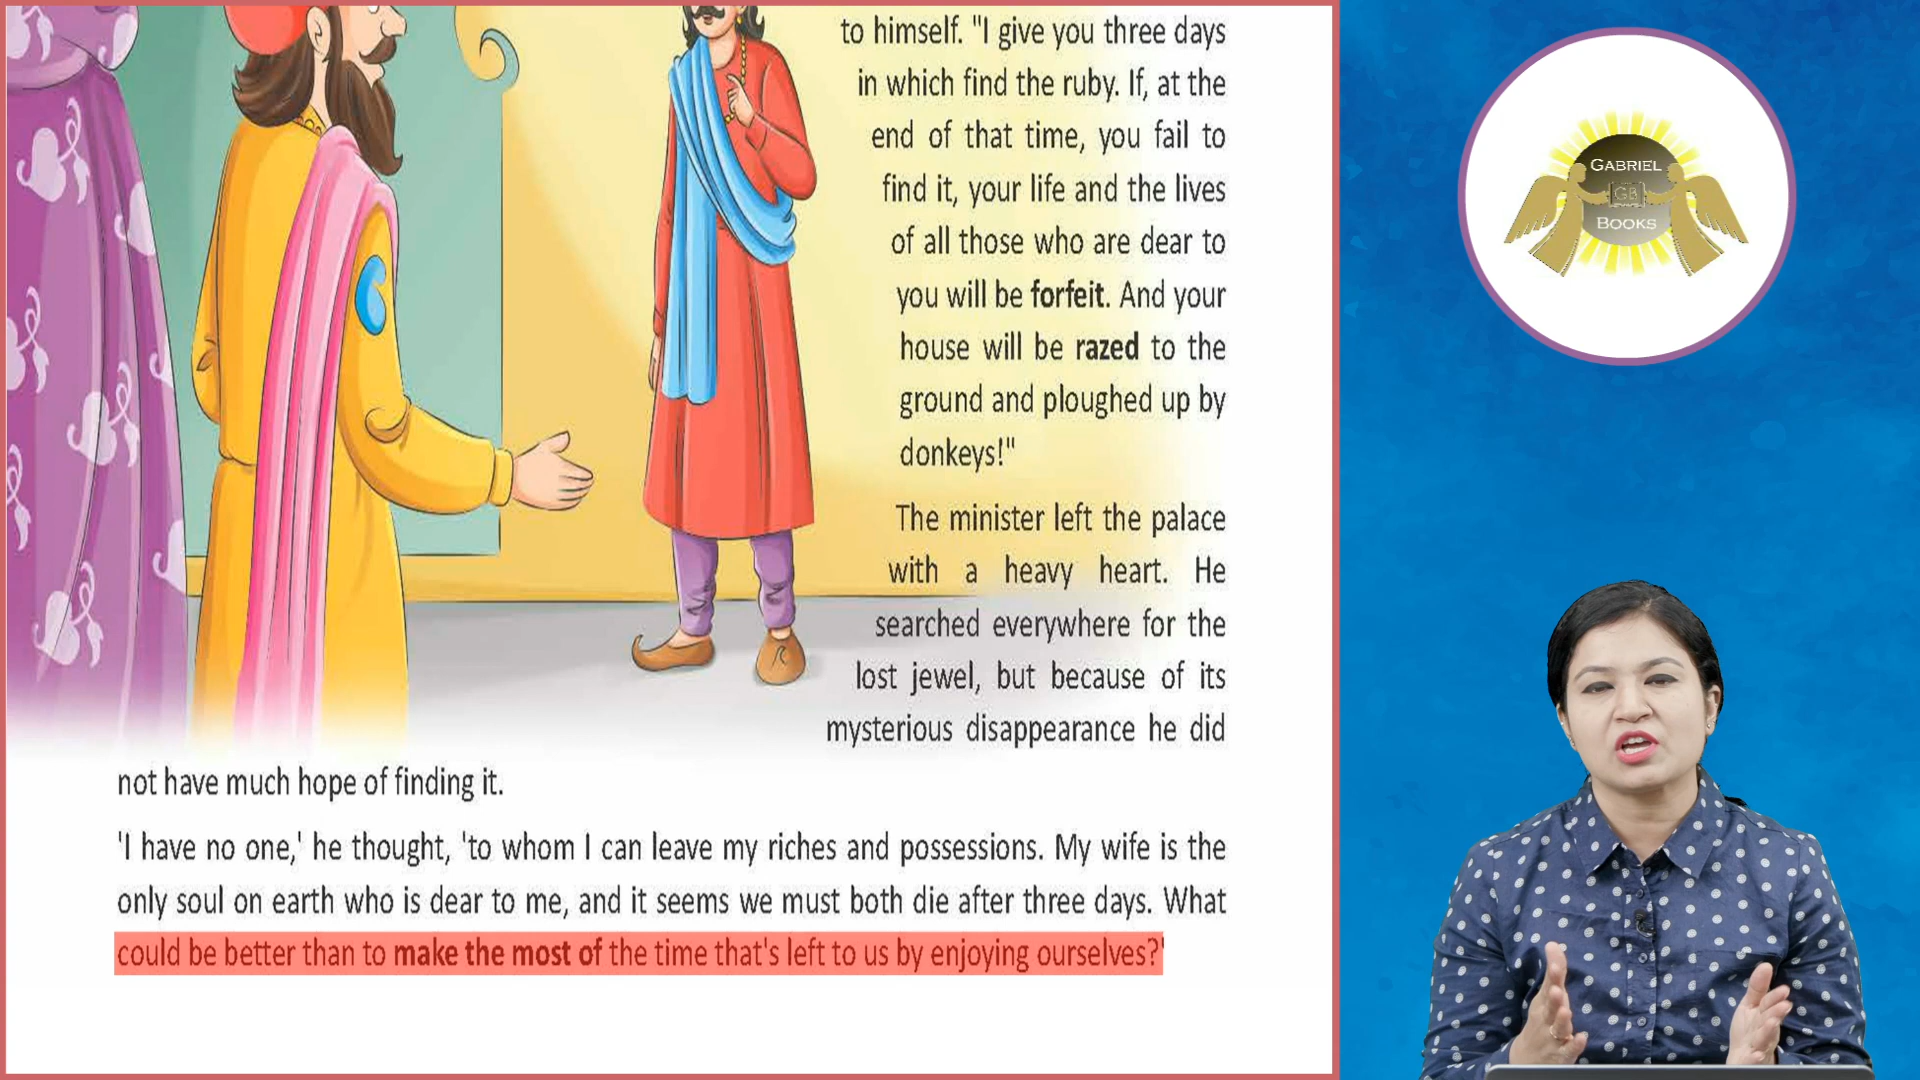 to himself. "I give you three days
in which find the ruby. If, at the
end of that time, you fail to
find it, your life and the lives
of all those who are dear to
you will be forfeit. And your
house will be razed to the
ground and ploughed up by
donkeys!"
The minister left the palace
with a heavy heart. He
searched everywhere for the
lost jewel, but because of its
mysterious disappearance he did
not have much hope of finding it.
'I have no one,' he thought, 'to whom I can leave my riches and possessions. My wife is the
only soul on earth who is dear to me, and it seems we must both die after three days. What
could be better than to make the most of the time that's left to us by enjoying ourselves?'
GABRIEL
GB
BOOKS